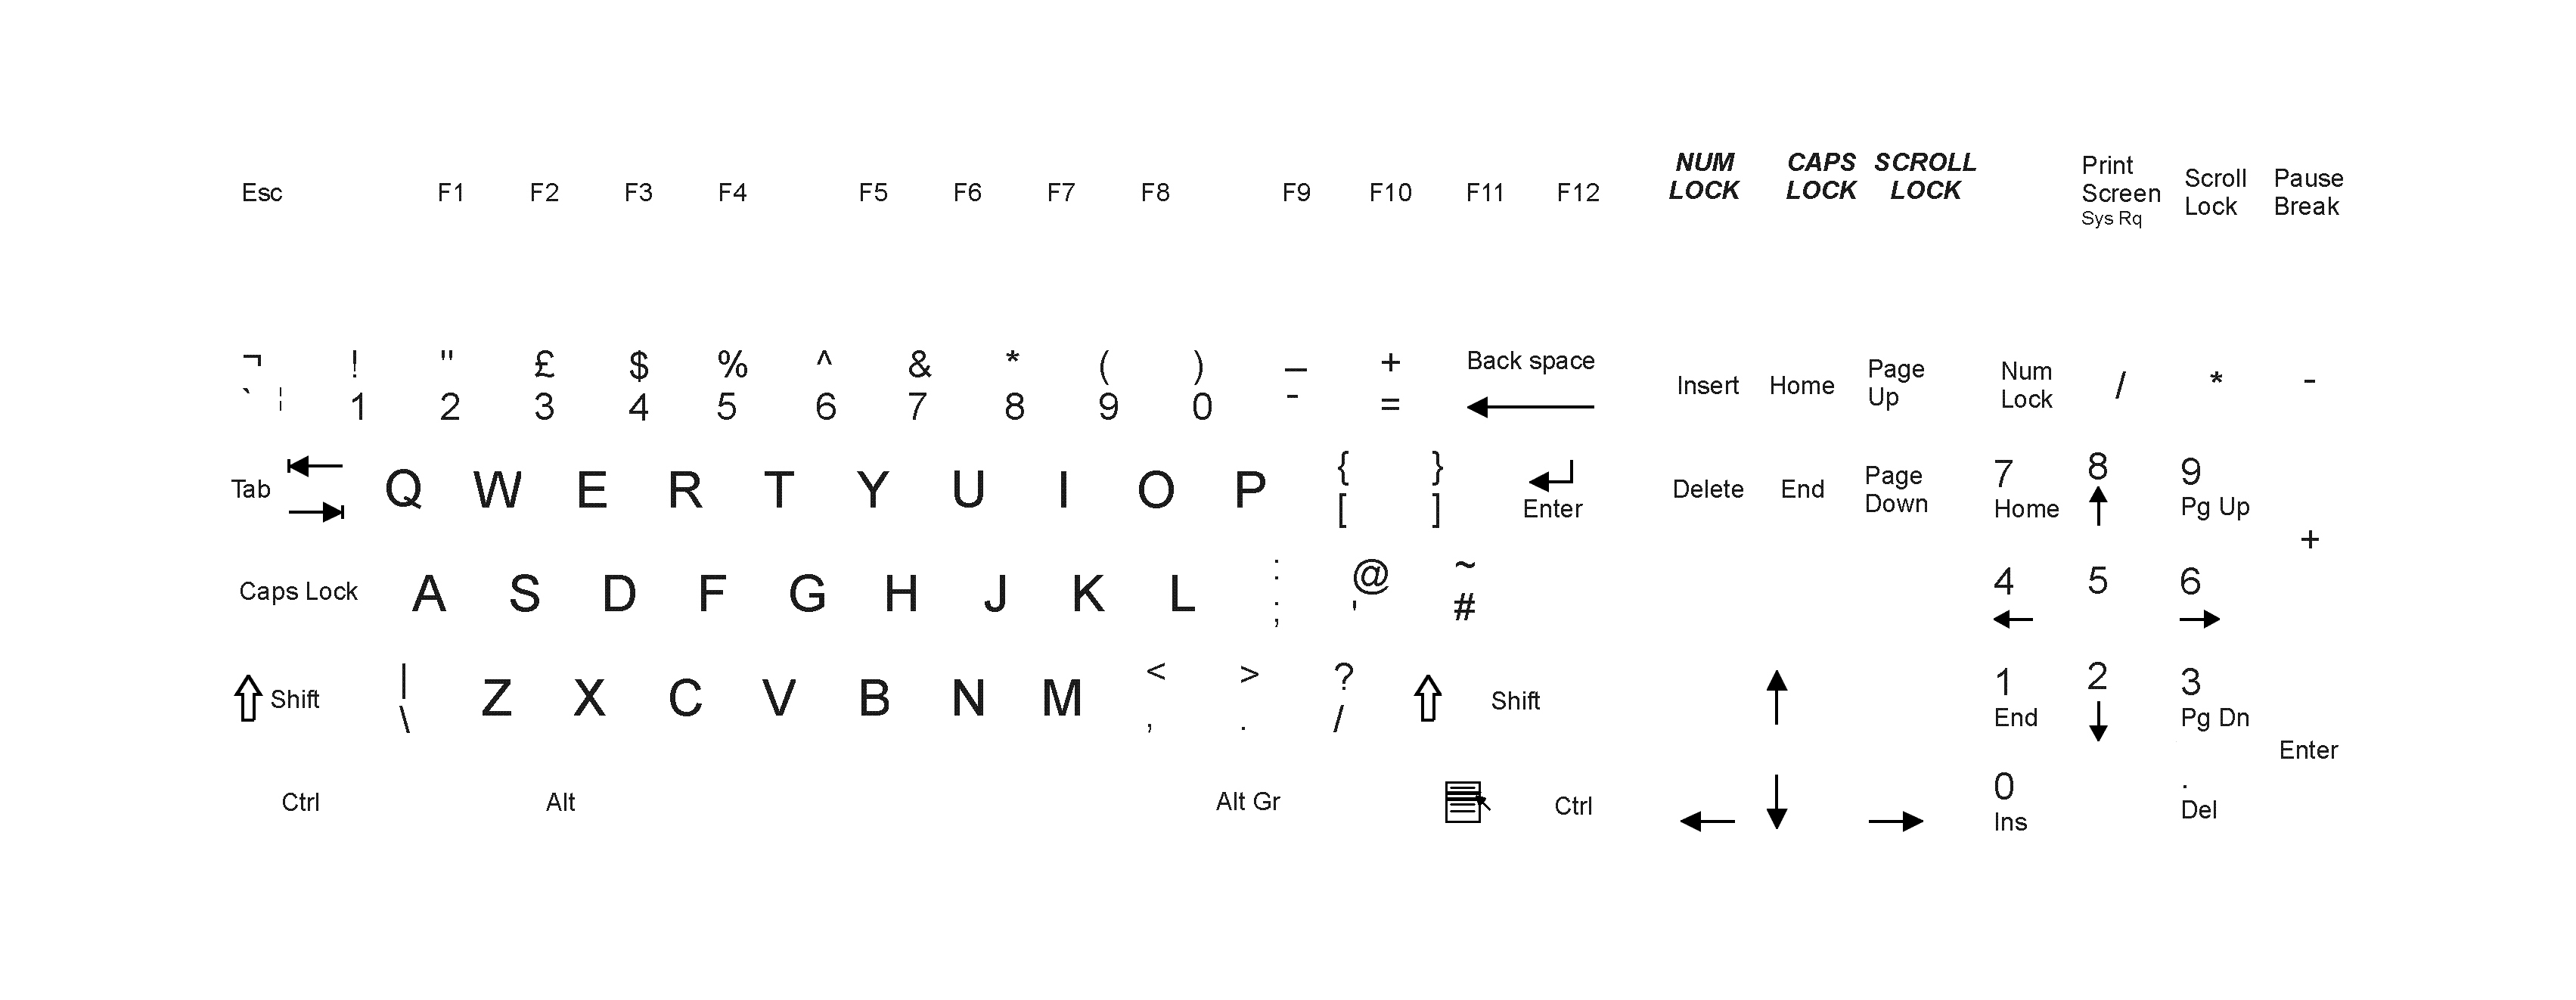 NUM CAPS SCROLL
LOCK LOCK LOCK
Esc F1 F2 F3 F4 F5 F6 F7 F8 F9 F10 F11 F12
Print
Screen
Sys Rq
Scroll
Lock
Pause
Break
¬ ! " £ $ % ^ & * ( ) _ +
` ¦ 1 2 3 4 5 6 7 8 9 0 - =
Back space
Insert Home
Page
Up
Num
Lock
/ * -
Tab Q W E R T Y U I O P
{ }
[ ]
Enter
Delete End
Page
Down
7 8 9
Home Pg Up
+
Caps Lock A S D F G H J K L
: @ ~
; ' #
4 5 6
Shift
|
\
Z X C V B N M
< > ?
, . /
Shift
1 2 3
End Pg Dn
Enter
Ctrl Alt Alt Gr Ctrl
0 .
Ins Del